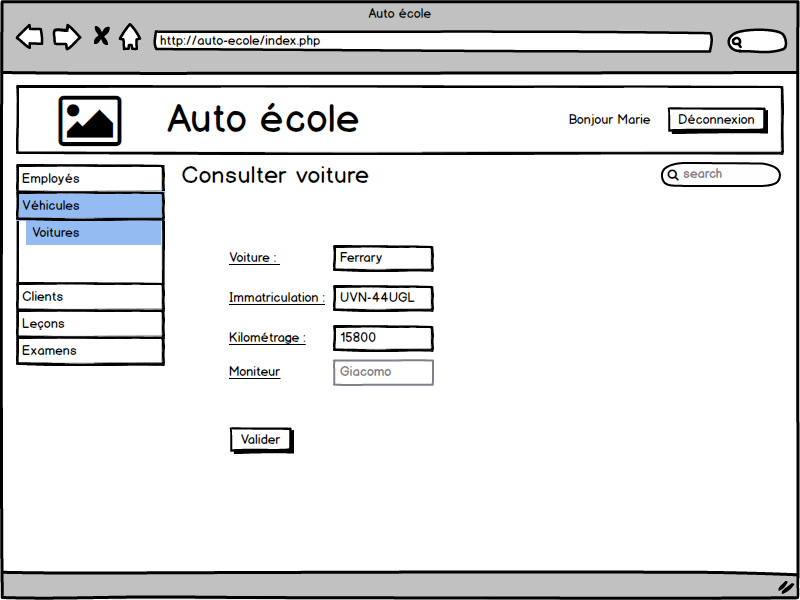 Auto école
http://auto-ecole/index.php
Auto école
Bonjour Marie
Déconnexion
Employés
Véhicules
Voitures
Clients
Leçons
Examens
Consulter voiture
search
Voiture : Ferrary
Immatriculation : UVN-44UGL
Kilométrage : 15800
Moniteur Giacomo
Valider